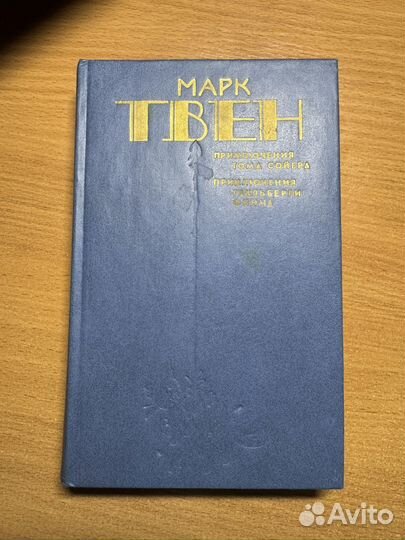 МАРК
ТВЕН
ПРИКЛЮЧЕНИЯ
ТОМА СОЙЕРА
ПРИКЛЮЧЕНИЯ
ГЕКЛЬБЕРРИ
ФИННА
Avito